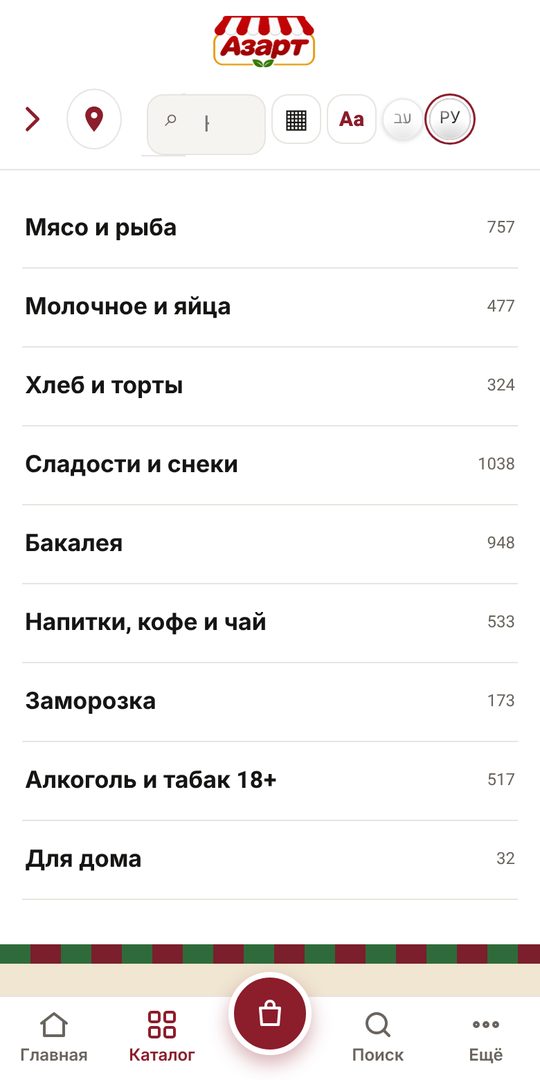 Азарт
Aa
עב
РУ
Мясо и рыба 757
Молочное и яйца 477
Хлеб и торты 324
Сладости и снеки 1038
Бакалея 948
Напитки, кофе и чай 533
Заморозка 173
Алкоголь и табак 18+ 517
Для дома 32
Главная
Каталог
Поиск
Ещё